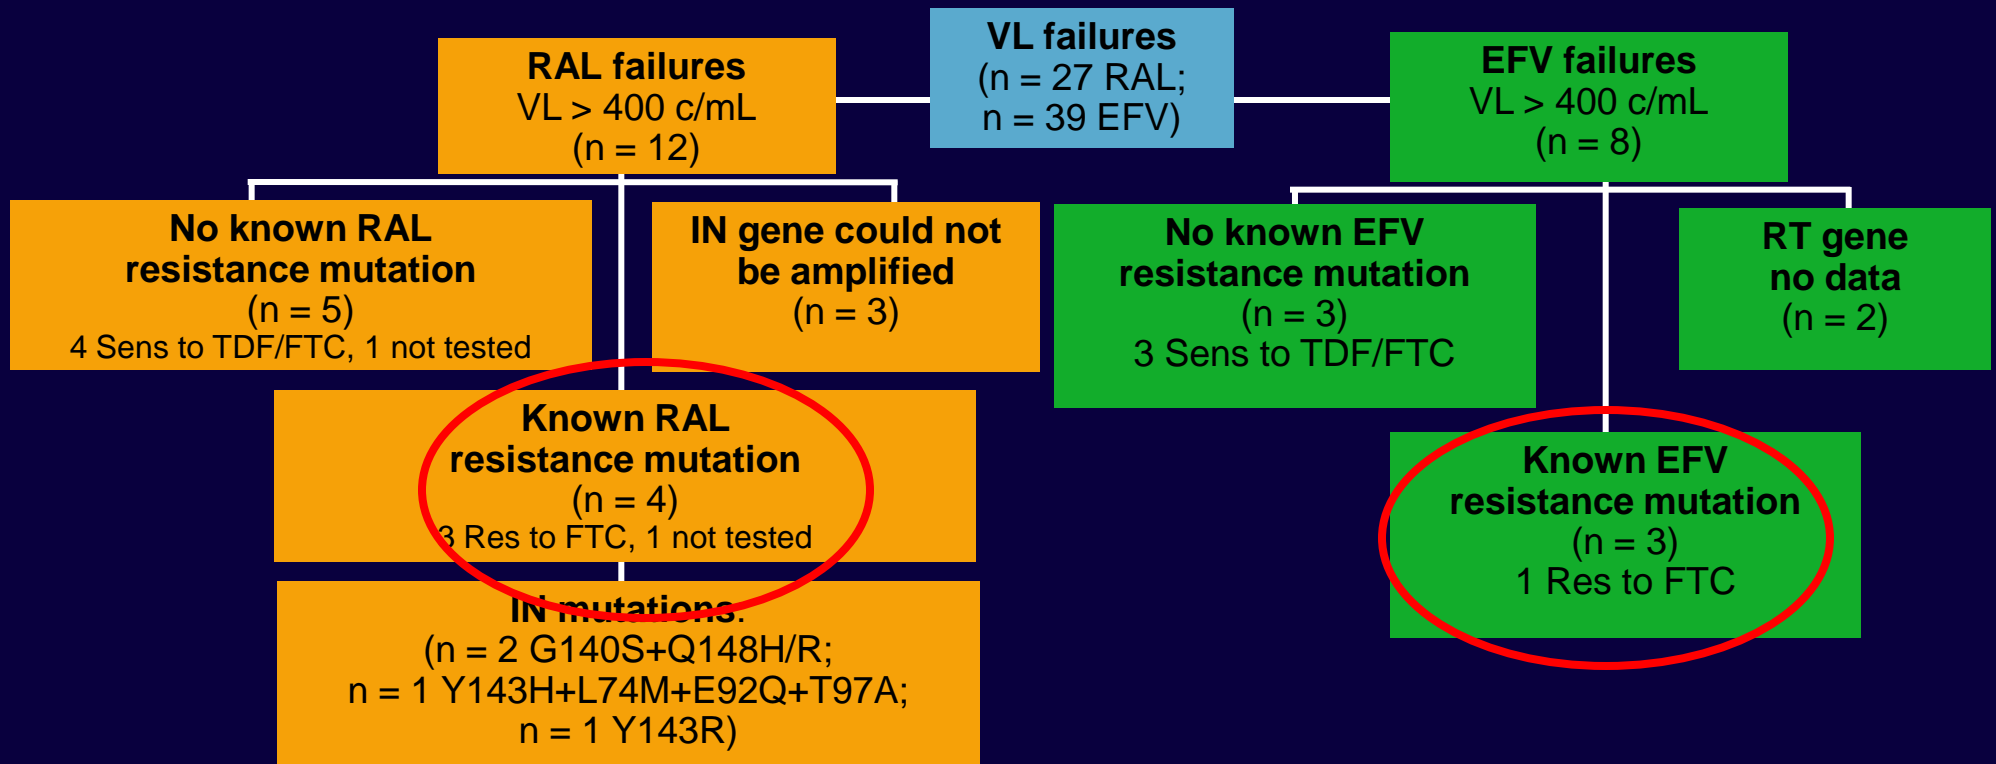 VL failures
(n = 27 RAL;
n = 39 EFV)
RAL failures
VL > 400 c/mL
(n = 12)
EFV failures
VL > 400 c/mL
(n = 8)
No known RAL
resistance mutation
(n = 5)
4 Sens to TDF/FTC, 1 not tested
IN gene could not
be amplified
(n = 3)
No known EFV
resistance mutation
(n = 3)
3 Sens to TDF/FTC
RT gene
no data
(n = 2)
Known RAL
resistance mutation
(n = 4)
3 Res to FTC, 1 not tested
Known EFV
resistance mutation
(n = 3)
1 Res to FTC
IN mutations:
(n = 2 G140S+Q148H/R;
n = 1 Y143H+L74M+E92Q+T97A;
n = 1 Y143R)